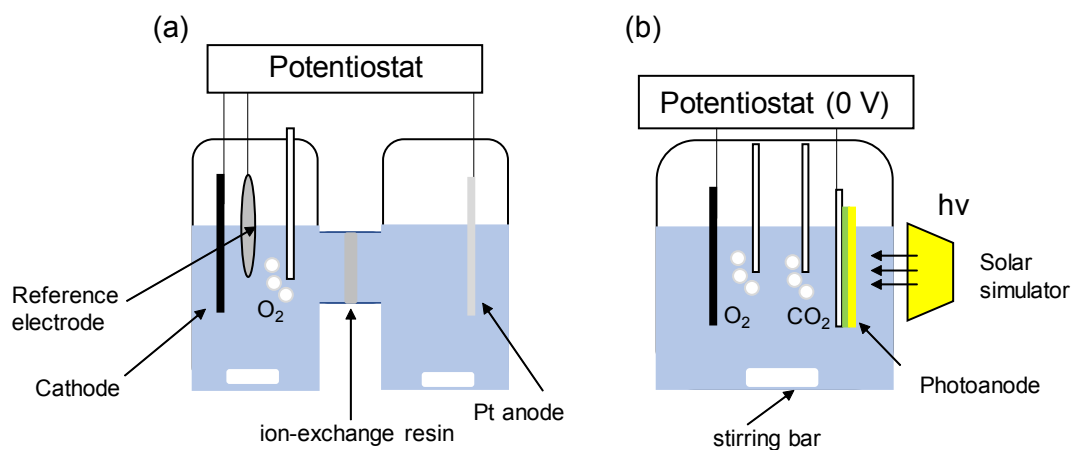 (a)
Potentiostat
Reference
electrode
O2
Cathode
ion-exchange resin
Pt anode
(b)
Potentiostat (0 V)
hv
Solar
simulator
O2
CO2
Photoanode
stirring bar